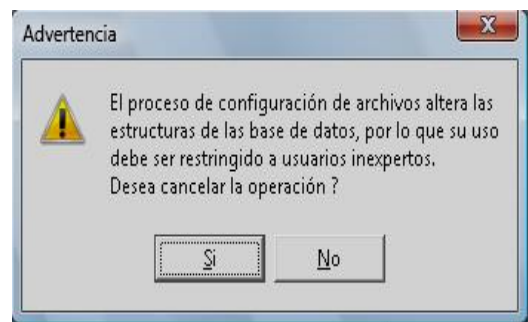 Advertencia
El proceso de configuración de archivos altera las
estructuras de las base de datos, por lo que su uso
debe ser restringido a usuarios inexpertos.
Desea cancelar la operación ?
Si No